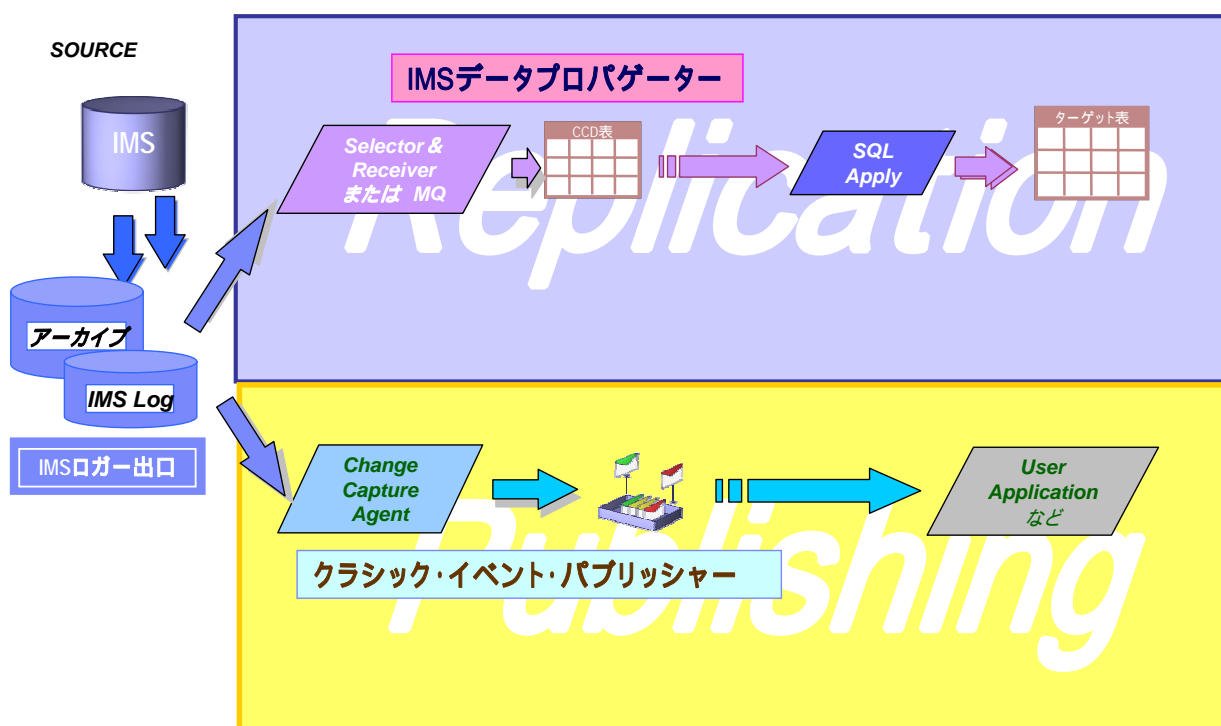 SOURCE
IMS
アーカイブ
IMS Log
IMSロガー出口
Replication
IMSデータプロパゲーター
Selector &
Receiver
または MQ
CCD表
SQL
Apply
ターゲット表
Publishing
Change
Capture
Agent
User
Application
など
クラシック・イベント・パブリッシャー